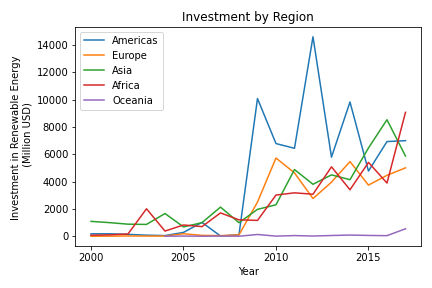 Investment by Region
Investment in Renewable Energy
(Million USD)
14000
12000
10000
8000
6000
4000
2000
0
Americas
Europe
Asia
Africa
Oceania
2000
2005
2010
2015
Year